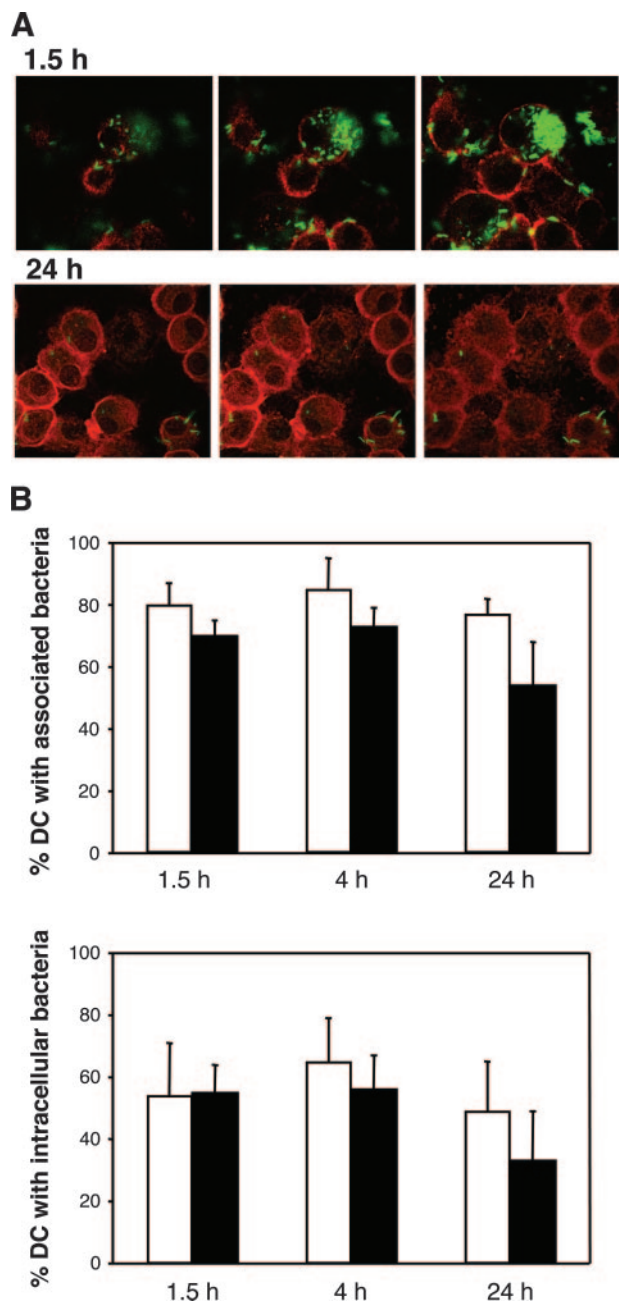 A
1.5 h
24 h
B
% DC with associated bacteria
100
80
60
40
20
0
1.5 h 4 h 24 h
% DC with intracellular bacteria
100
80
60
40
20
0
1.5 h 4 h 24 h